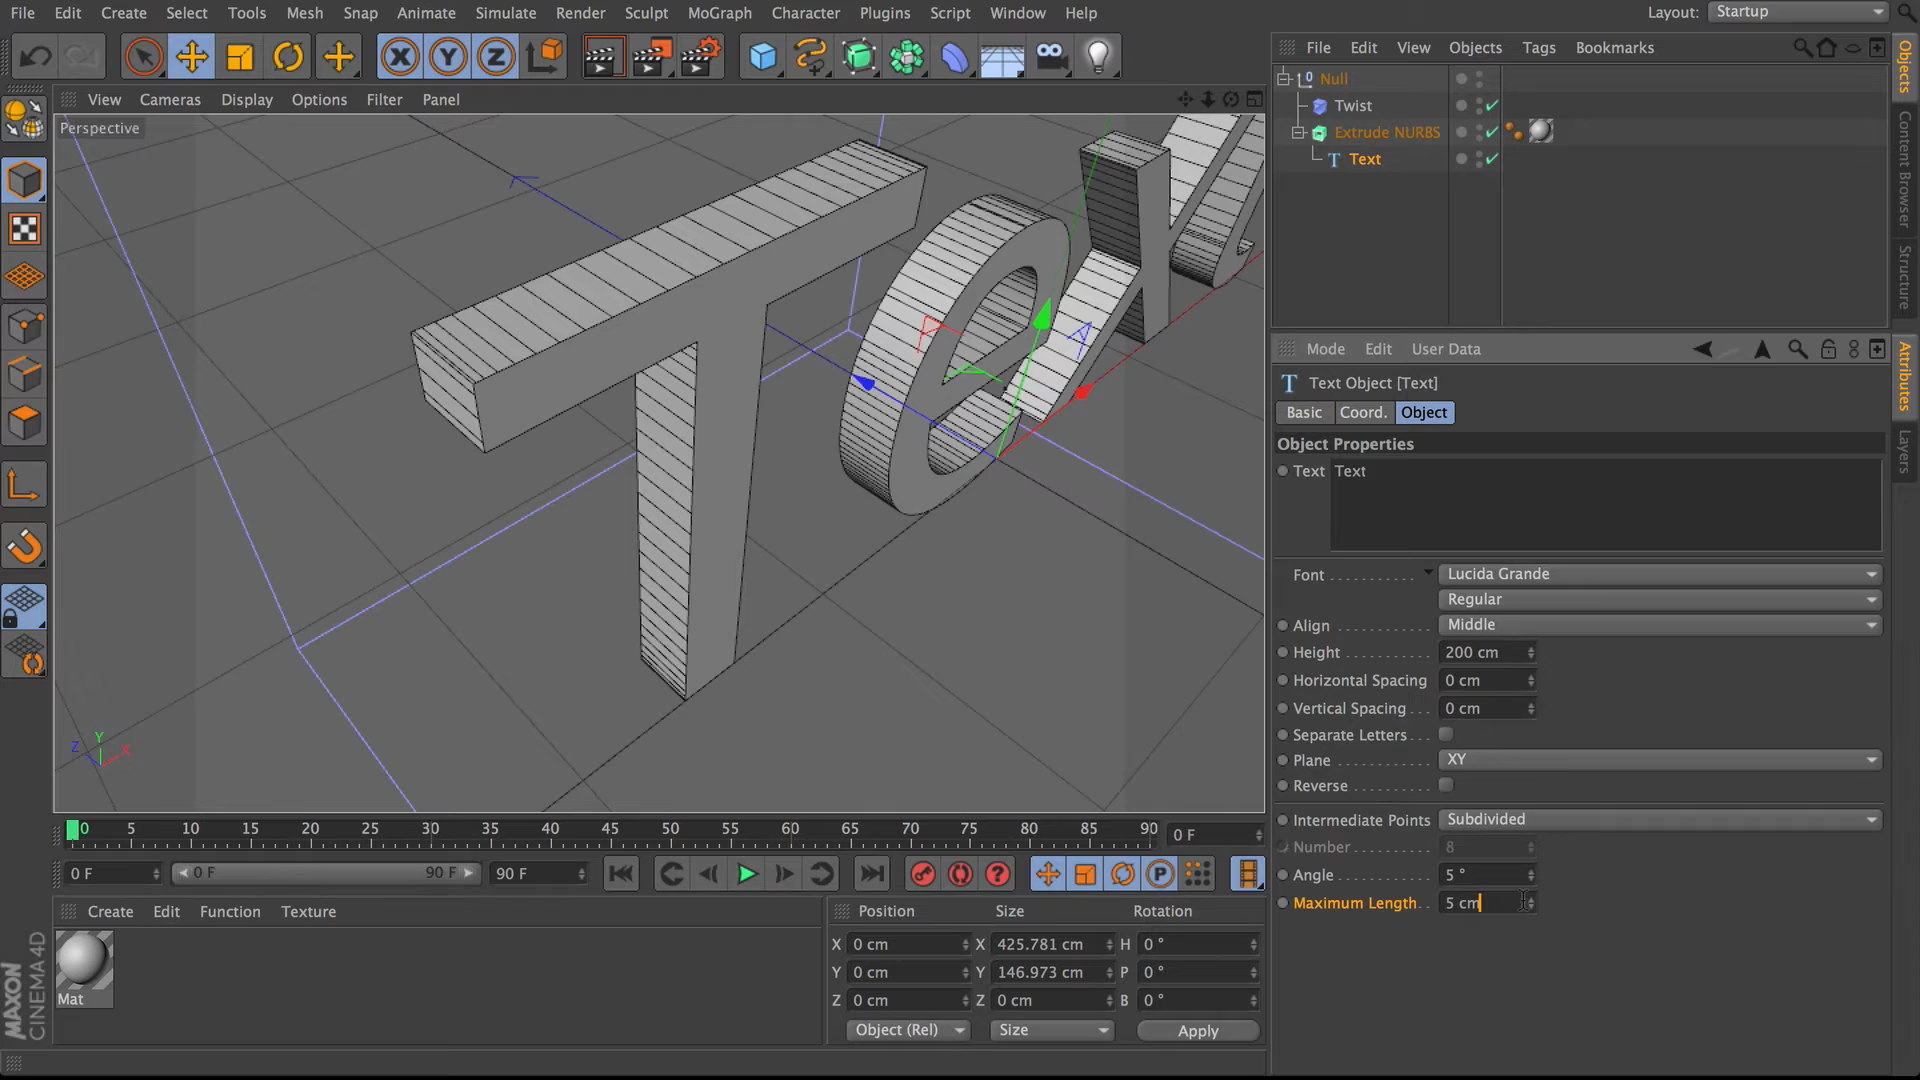 File Edit Create Select Tools Mesh Snap Animate Simulate Render Sculpt MoGraph Character Plugins Script Window Help Layout: Startup
File Edit View Objects Tags Bookmarks
View Cameras Display Options Filter Panel
Perspective
0 Null
Twist
Extrude NURBS
T Text
Objects
Content Browser
Structure
Attributes
Layers
Mode Edit User Data
T Text Object [Text]
Basic Coord. Object
Object Properties
Text Text
Font Lucida Grande
Regular
Align Middle
Height 200 cm
Horizontal Spacing 0 cm
Vertical Spacing 0 cm
Separate Letters
Plane XY
Reverse
Intermediate Points Subdivided
Number 8
Angle 5 °
Maximum Length 5 cm
X Y Z
Text
Z Y X
0 5 10 15 20 25 30 35 40 45 50 55 60 65 70 75 80 85 90 0 F
0 F 0 F 90 F 90 F
Create Edit Function Texture
Mat
Position Size Rotation
X 0 cm X 425.781 cm H 0 °
Y 0 cm Y 146.973 cm P 0 °
Z 0 cm Z 0 cm B 0 °
Object (Rel) Size Apply
MAXON
CINEMA 4D